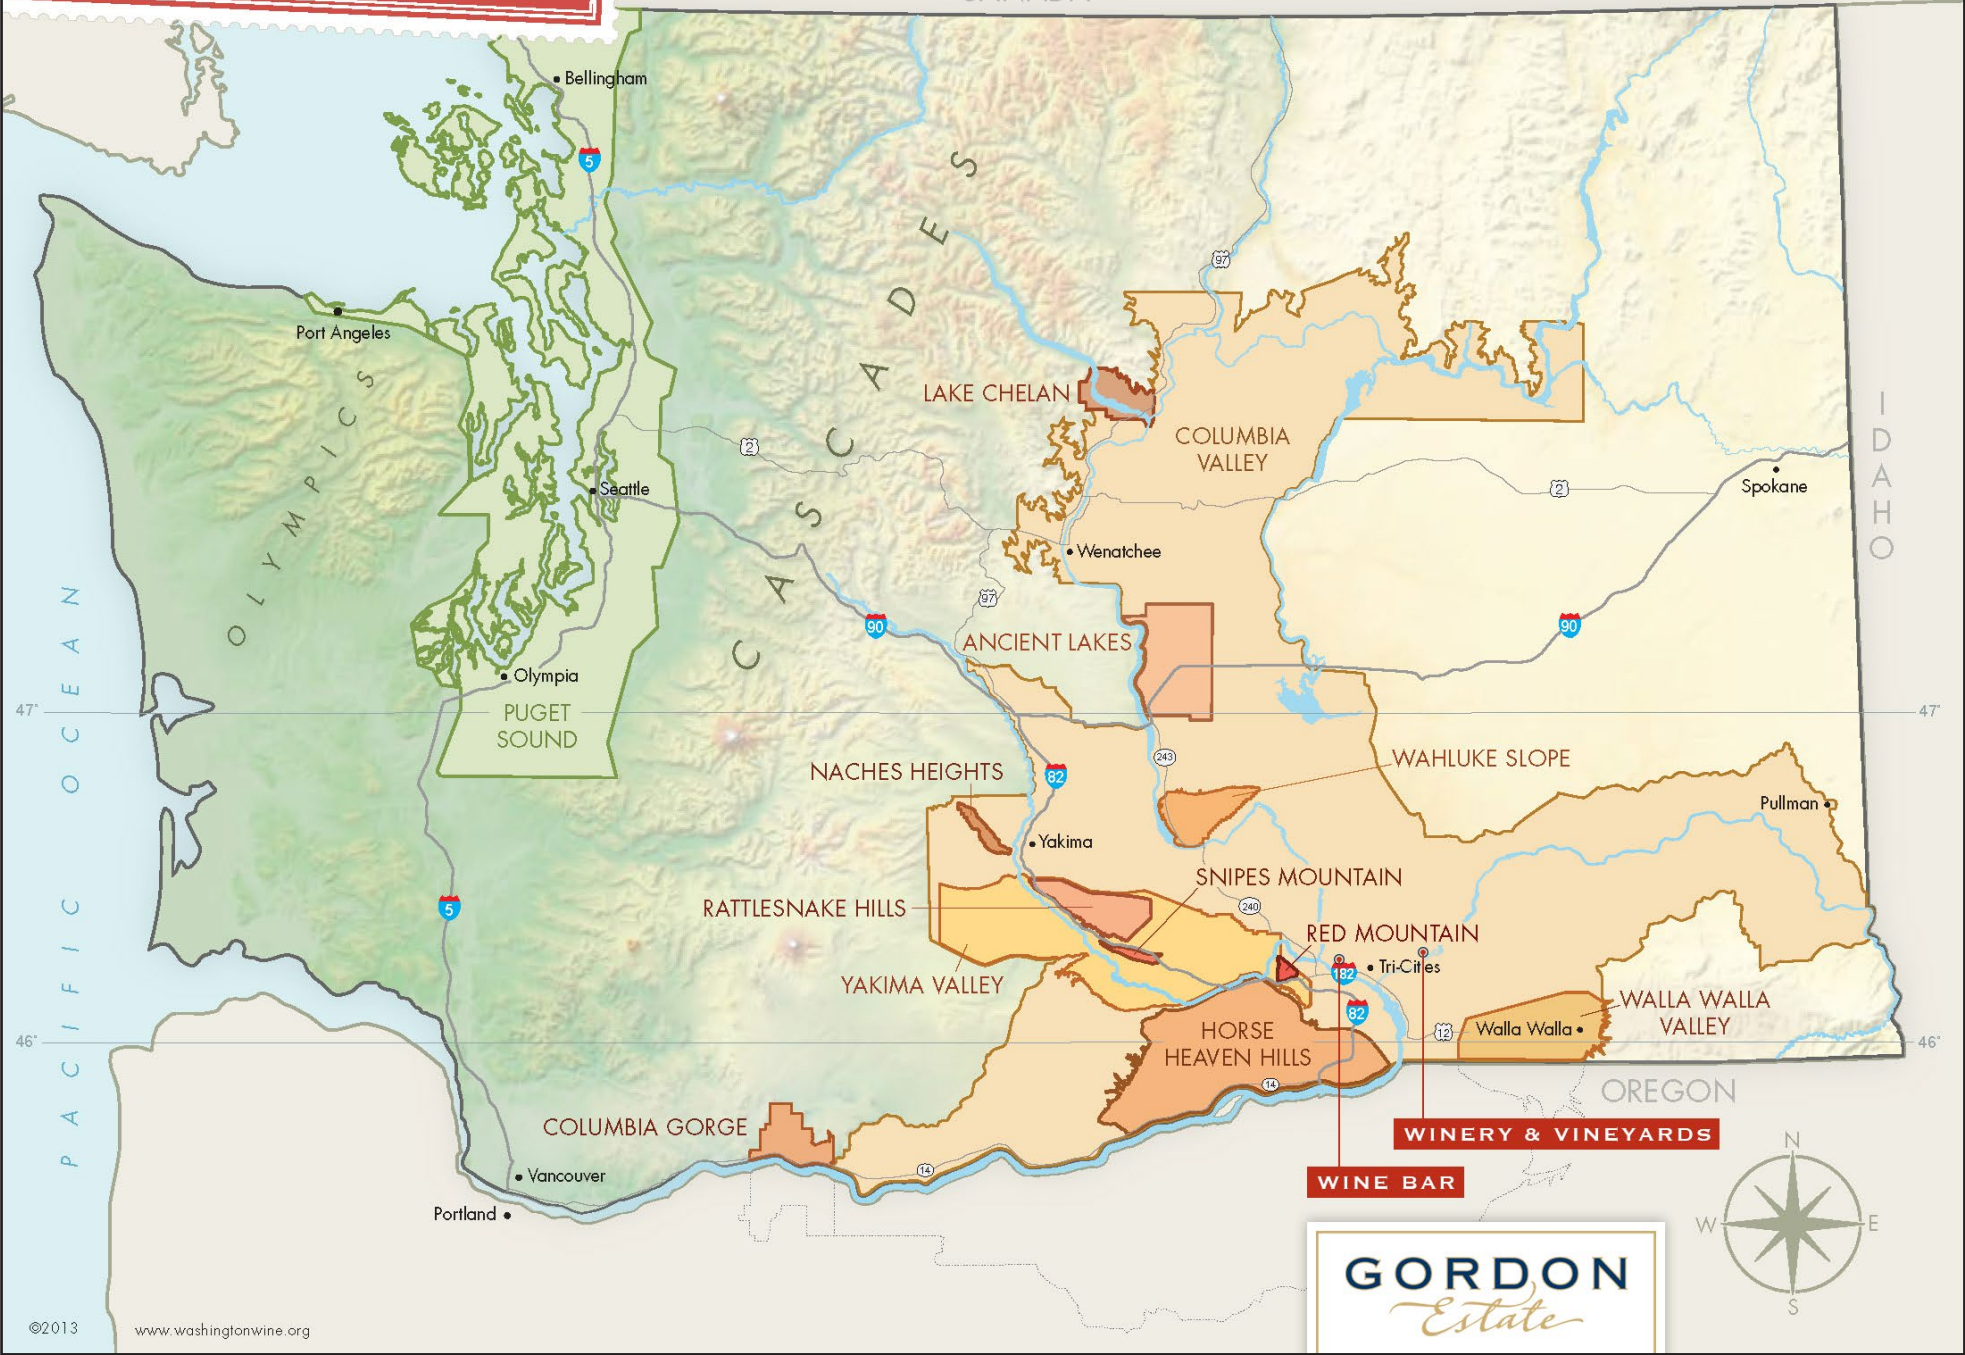 Bellingham
5
CASCADES
97
Port Angeles
OLYMPICS
LAKE CHELAN
COLUMBIA
VALLEY
IDAHO
2
Seattle
2
Spokane
Wenatchee
97
90
90
ANCIENT LAKES
Olympia
PACIFIC OCEAN
47°
PUGET
SOUND
47°
243
WAHLUKE SLOPE
NACHES HEIGHTS
82
Pullman
Yakima
SNIPES MOUNTAIN
RATTLESNAKE HILLS
240
5
RED MOUNTAIN
182
Tri-Cities
YAKIMA VALLEY
82
WALLA WALLA
VALLEY
Walla Walla
12
HORSE
HEAVEN HILLS
46°
46°
14
OREGON
COLUMBIA GORGE
WINERY & VINEYARDS
14
Vancouver
WINE BAR
Portland
N
W
E
S
GORDON
Estate
©2013
www.washingtonwine.org